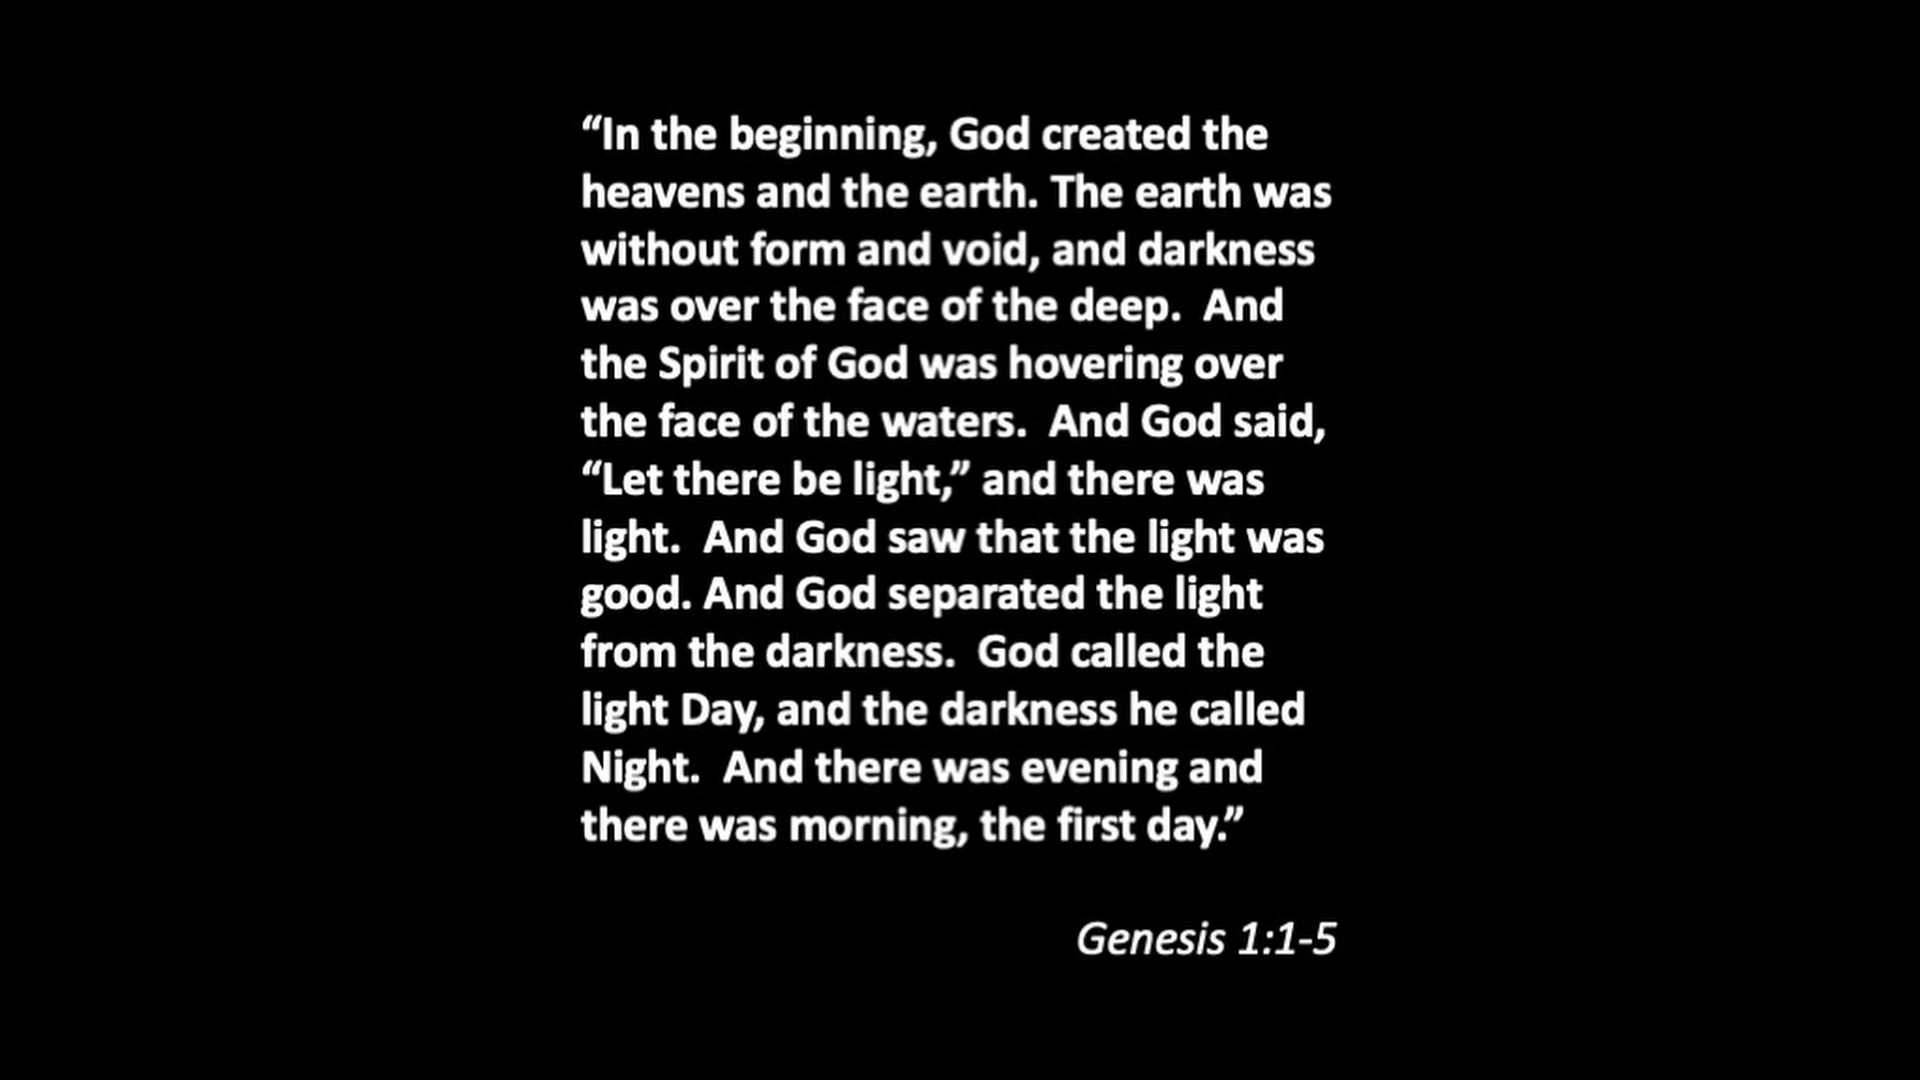 “In the beginning, God created the
heavens and the earth. The earth was
without form and void, and darkness
was over the face of the deep.  And
the Spirit of God was hovering over
the face of the waters.  And God said,
“Let there be light,” and there was
light.  And God saw that the light was
good. And God separated the light
from the darkness.  God called the
light Day, and the darkness he called
Night.  And there was evening and
there was morning, the first day.”
Genesis 1:1-5